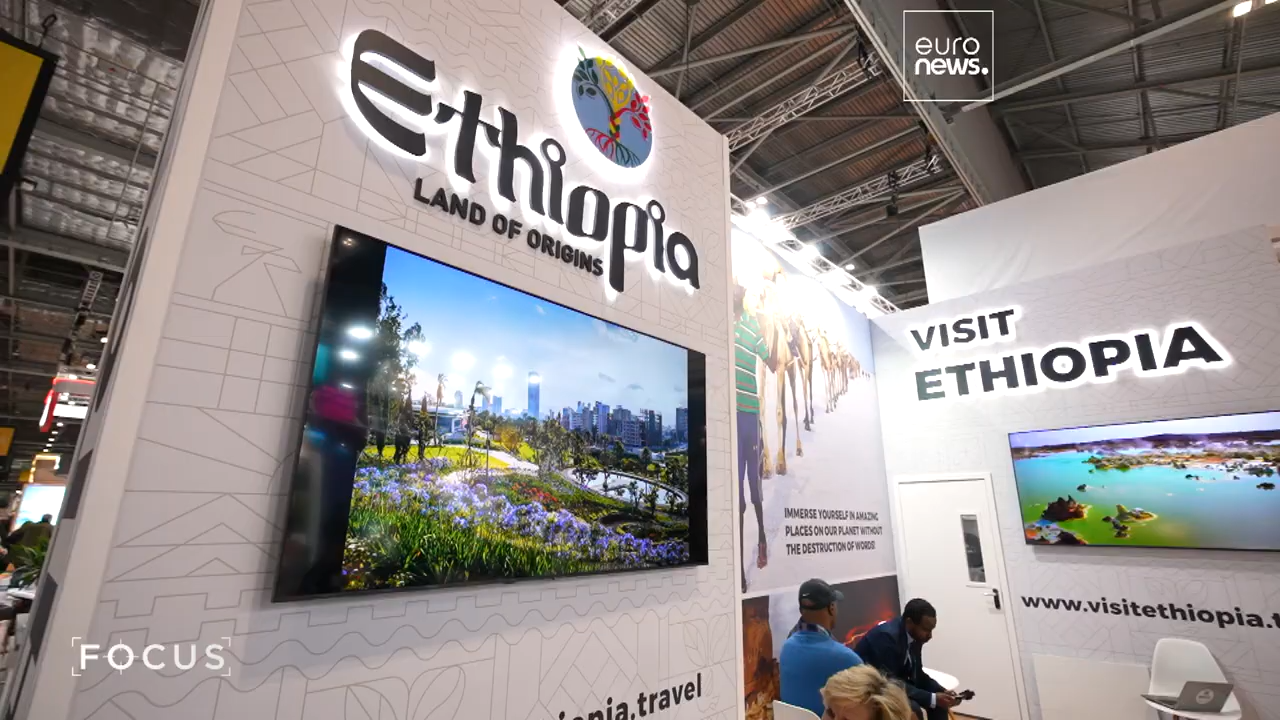 euro
news.
Ethiopia
LAND OF ORIGINS
VISIT
ETHIOPIA
IMMERSE YOURSELF IN AMAZING
PLACES ON OUR PLANET WITHOUT
THE DESTRUCTION OF WORDS!
www.visitethiopia.t
FOCUS
iopia.travel